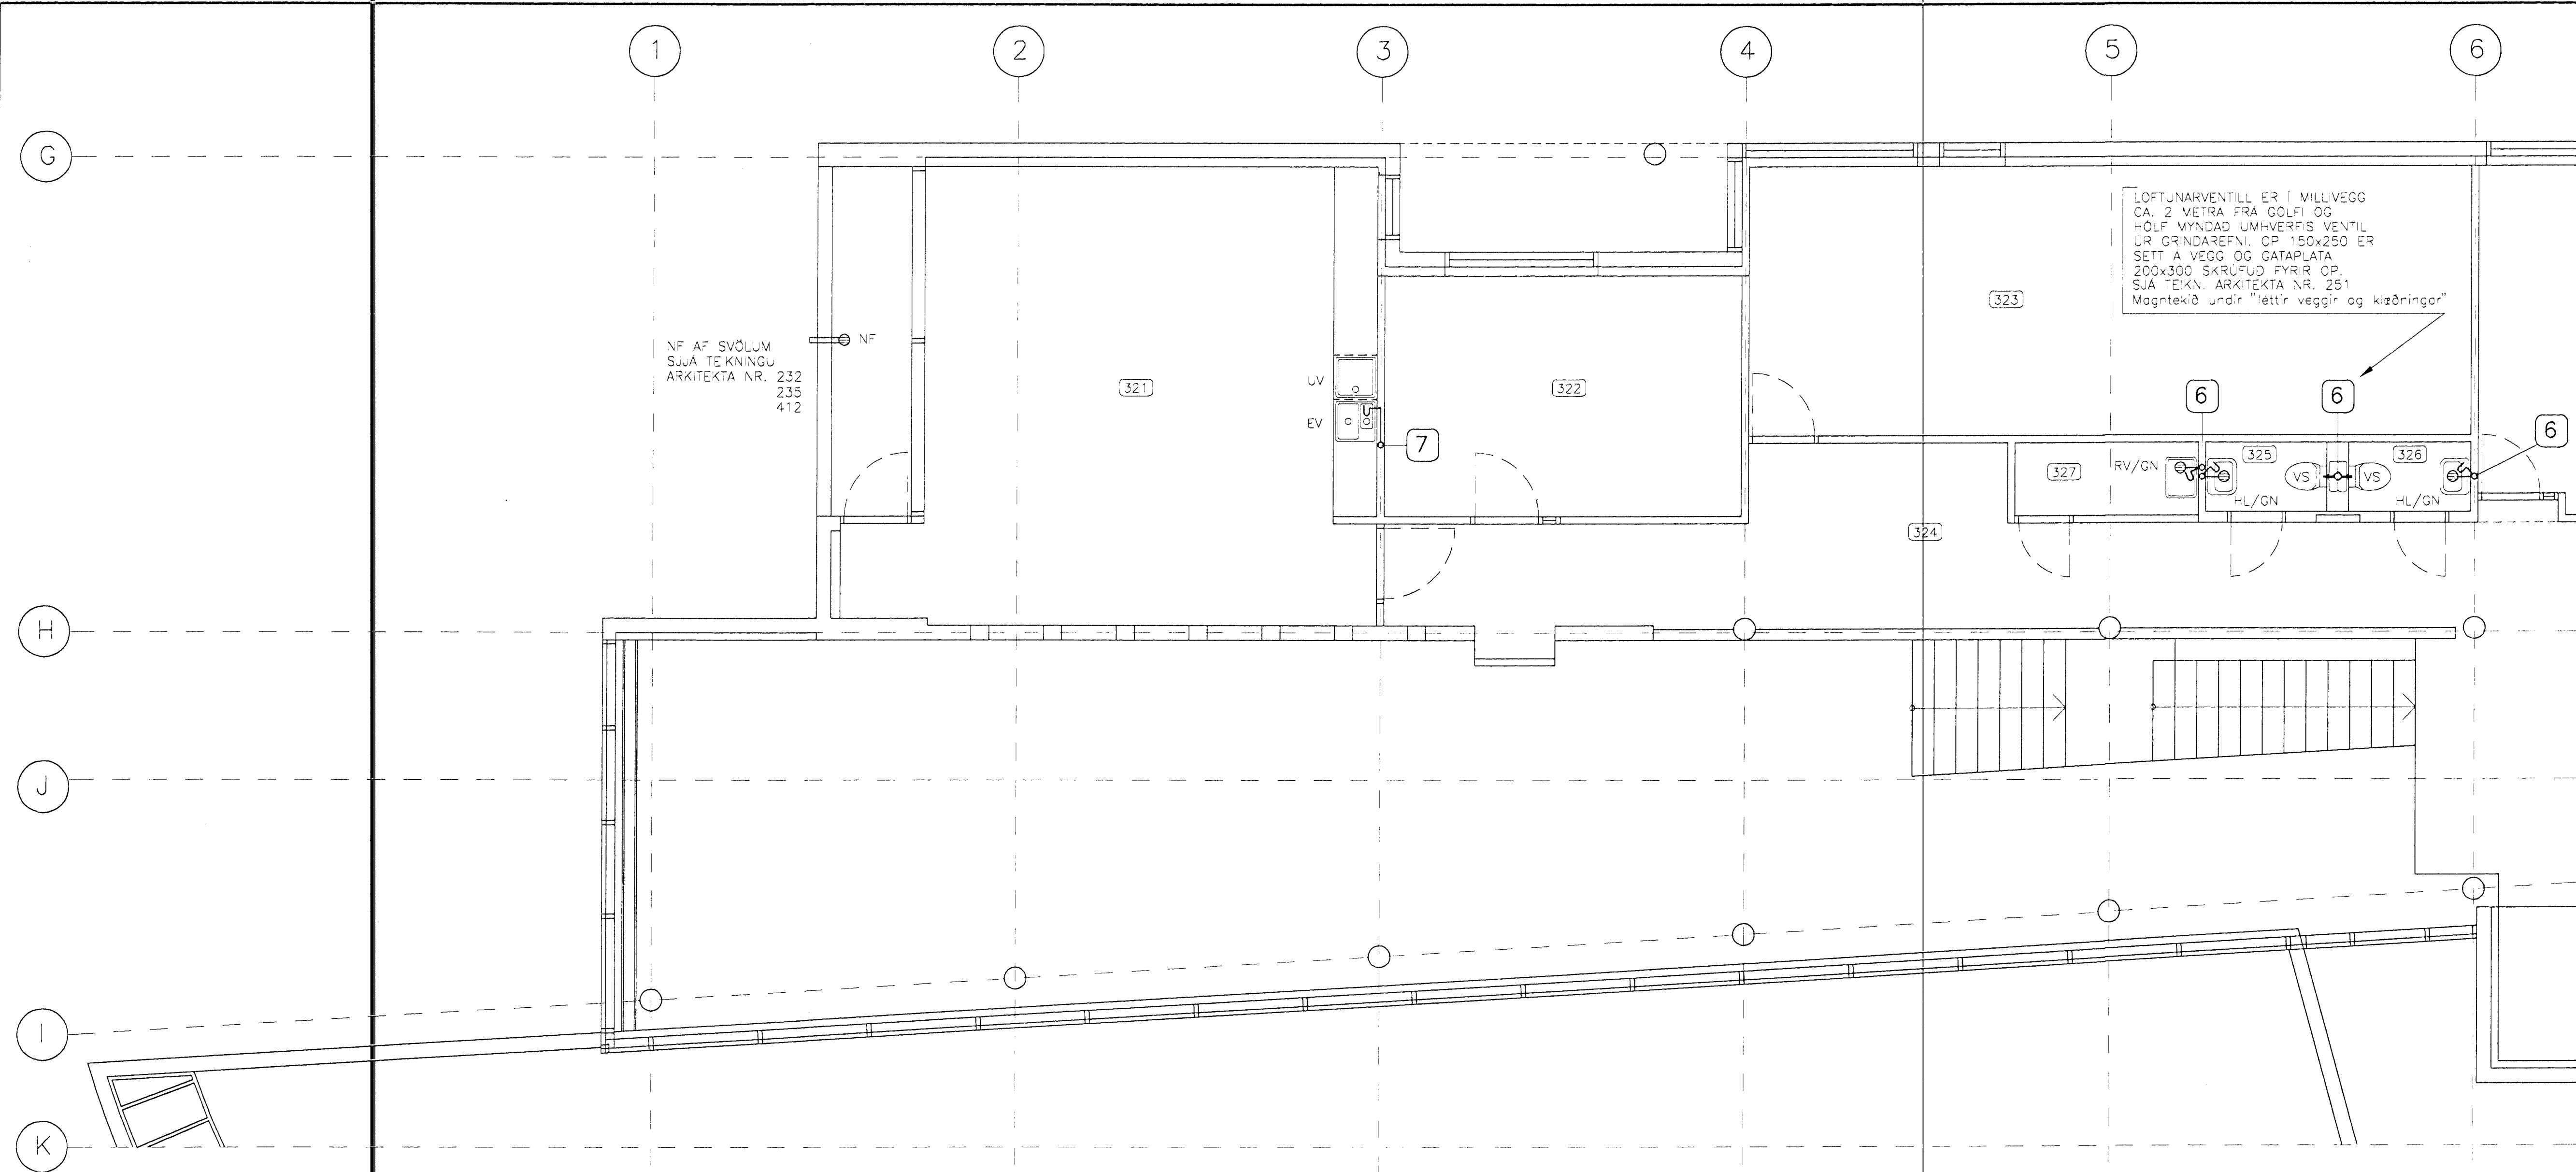 1
2
3
4
5
6
G
LOFTUNARVENTILL ER Í MILLIVEGG
CA. 2 METRA FRÁ GÓLFI OG
HÓLF MYNDAÐ UMHVERFIS VENTIL
ÚR GRINDAREFNI. OP 150x250 ER
SETT Á VEGG OG GATAPLATA
200x300 SKRÚFUÐ FYRIR OP.
SJÁ TEIKN. ARKITEKTA NR. 251
Magntekið undir "léttir veggir og klæðningar"
323
NF
NF AF SVÖLUM
SJJÁ TEIKNINGU
ARKITEKTA NR. 232
235
412
321
UV
EV
322
7
6
6
6
327
RV/GN
325
326
VS
VS
HL/GN
HL/GN
324
H
J
I
K